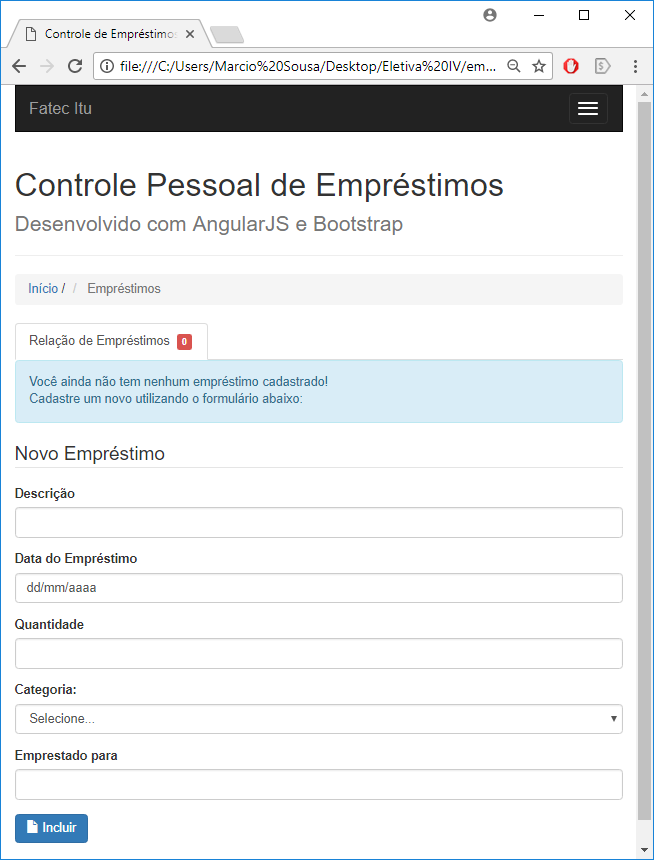 Controle de Empréstimos
file:///C:/Users/Marcio%20Sousa/Desktop/Eletiva%20IV/em...
Fatec Itu
Controle Pessoal de Empréstimos
Desenvolvido com AngularJS e Bootstrap
Início / / Empréstimos
Relação de Empréstimos 0
Você ainda não tem nenhum empréstimo cadastrado!
Cadastre um novo utilizando o formulário abaixo:
Novo Empréstimo
Descrição
Data do Empréstimo
dd/mm/aaaa
Quantidade
Categoria:
Selecione...
Emprestado para
Incluir